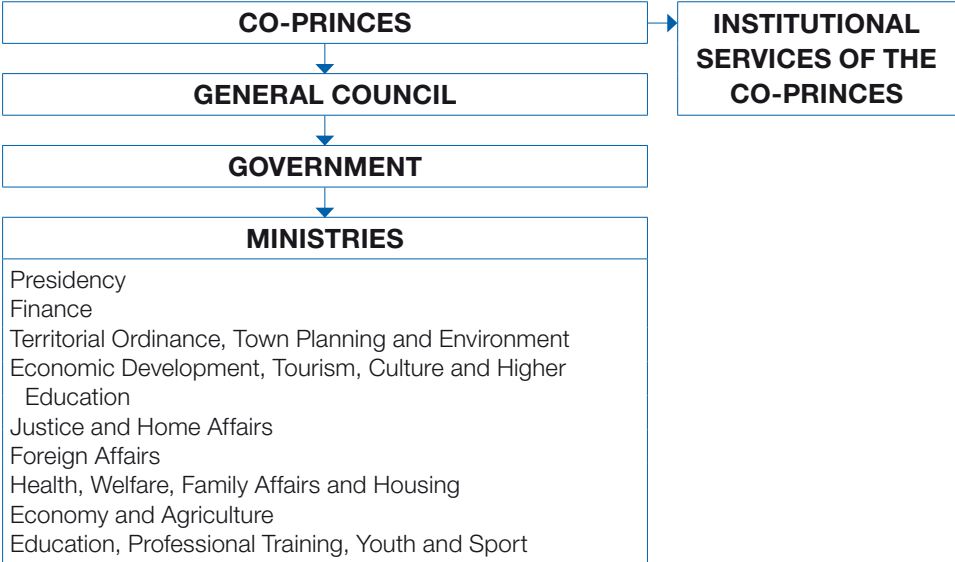 CO-PRINCES
INSTITUTIONAL
SERVICES OF THE
CO-PRINCES
GENERAL COUNCIL
GOVERNMENT
MINISTRIES
Presidency
Finance
Territorial Ordinance, Town Planning and Environment
Economic Development, Tourism, Culture and Higher
Education
Justice and Home Affairs
Foreign Affairs
Health, Welfare, Family Affairs and Housing
Economy and Agriculture
Education, Professional Training, Youth and Sport